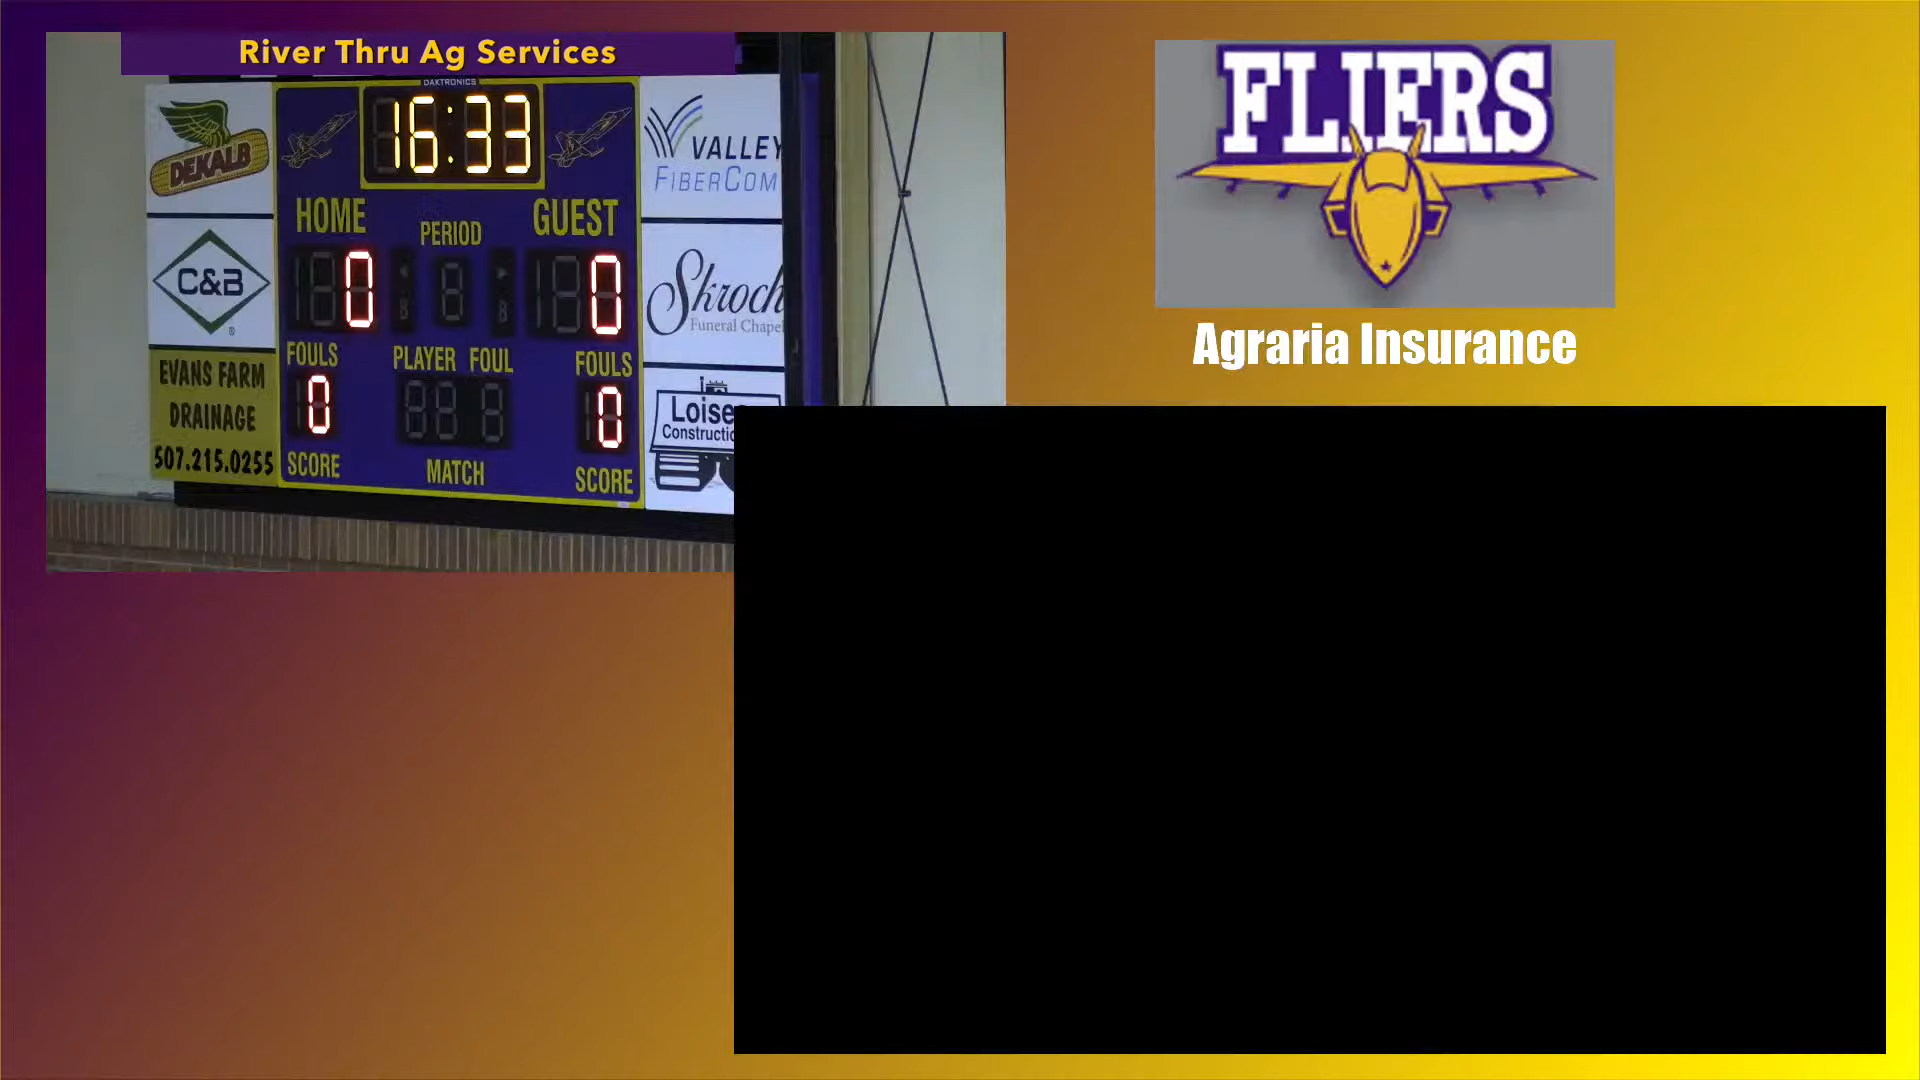 River Thru Ag Services
DAKTRONICS
DEKALB
16:33
VALLEY
FIBERCOM
HOME
PERIOD
GUEST
C&B
®
0
0
Skroch
Funeral Chape
FOULS
PLAYER FOUL
FOULS
EVANS FARM
DRAINAGE
507.215.0255
0
0
Loise
Constructio
SCORE
MATCH
SCORE
FLIERS
Agraria Insurance